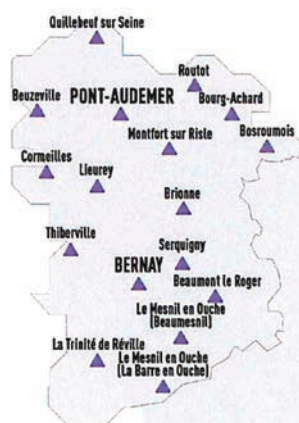 Quillebeuf sur Seine
Routot
Beuzeville
PONT-AUDEMER
Bourg-Achard
Montfort sur Risle
Bosroumois
Cormeilles
Lieurey
Brionne
Thiberville
Serquigny
BERNAY
Beaumont le Roger
Le Mesnil en Ouche
(Beaumesnil)
La Trinité de Réville
Le Mesnil en Ouche
(La Barre en Ouche)